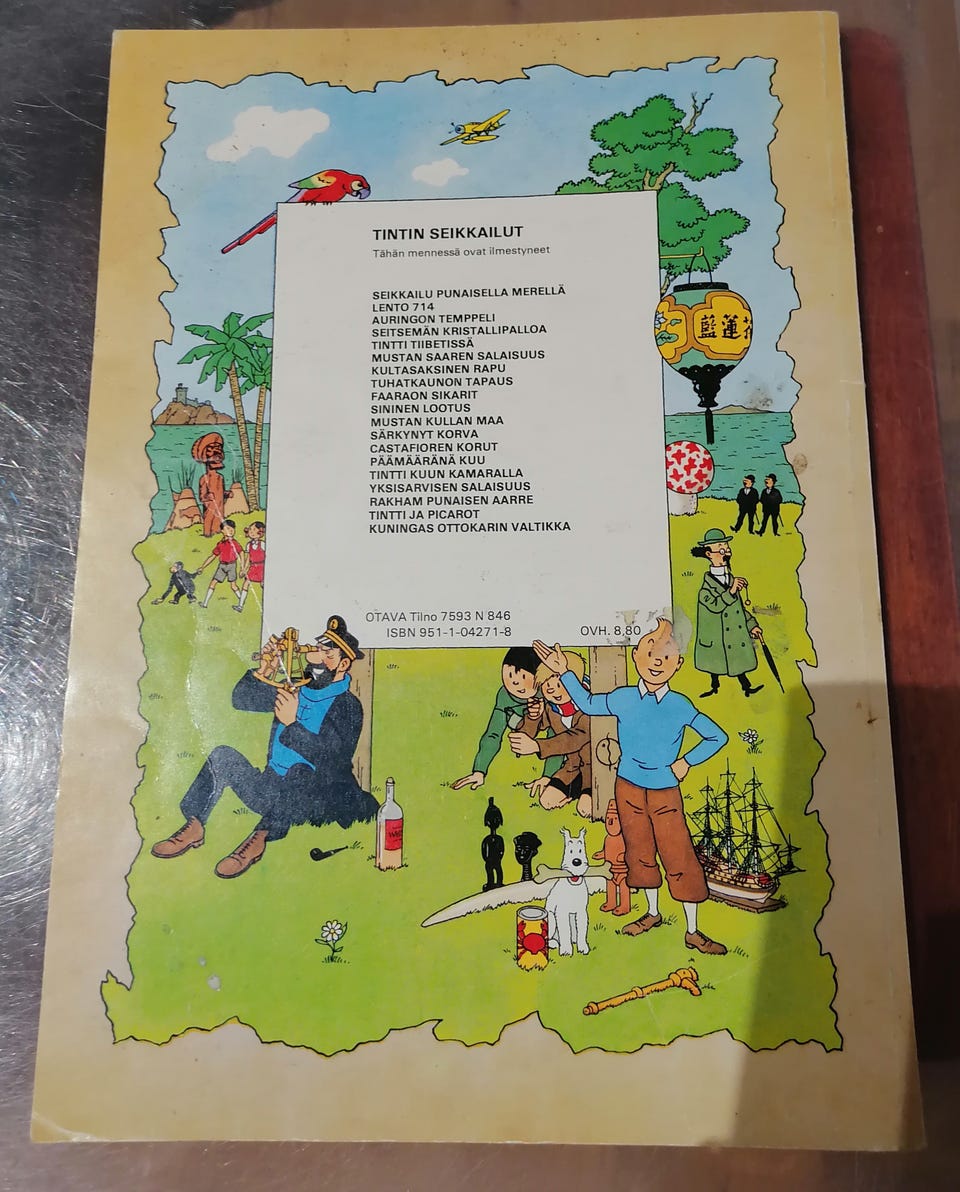 TINTIN SEIKKAILUT
Tähän mennessä ovat ilmestyneet
SEIKKAILU PUNAISELLA MERELLÄ
LENTO 714
AURINGON TEMPPELI
SEITSEMÄN KRISTALLIPALLOA
TINTTI TIIBETISSÄ
MUSTAN SAAREN SALAISUUS
KULTASAKSINEN RAPU
TUHATKAUNON TAPAUS
FAARAON SIKARIT
SININEN LOOTUS
MUSTAN KULLAN MAA
SÄRKYNYT KORVA
CASTAFIOREN KORUT
PÄÄMÄÄRÄNÄ KUU
TINTTI KUUN KAMARALLA
YKSISARVISEN SALAISUUS
RAKHAM PUNAISEN AARRE
TINTTI JA PICAROT
KUNINGAS OTTOKARIN VALTIKKA
OTAVA Tilno 7593 N 846
ISBN 951-1-04271-8
OVH. 8,80
藍蓮